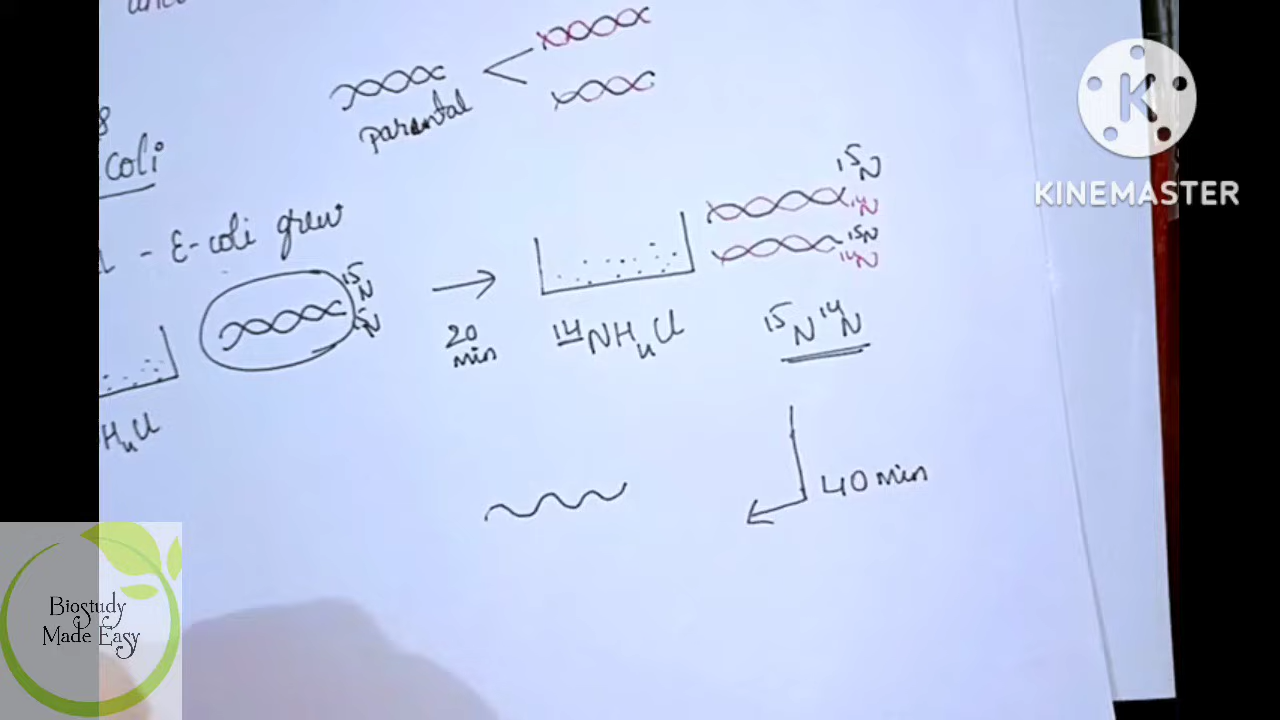 parental
coli
- E-coli grew
15N
15N
20 min
14NH4Cl
15N
14N
15N
14N
15N14N
H4Cl
40 min
KINEMASTER
Biostudy
Made Easy